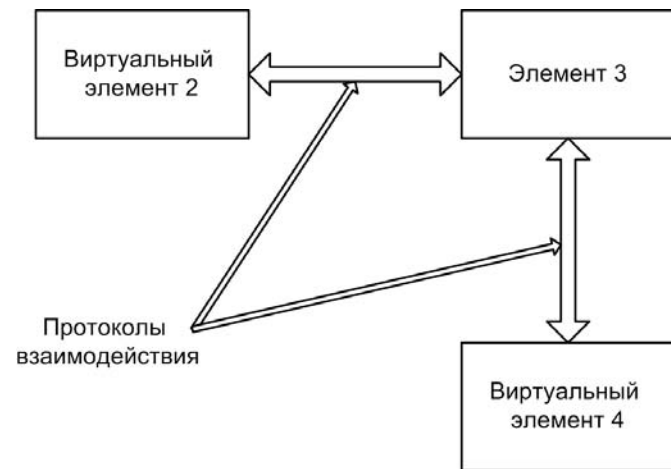 Виртуальный
элемент 2
Элемент 3
Протоколы
взаимодействия
Виртуальный
элемент 4